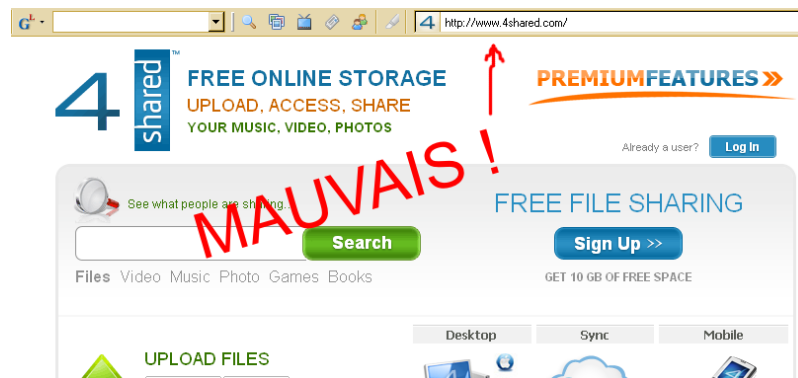 G L
4 http://www.4shared.com/
4 shared ™
FREE ONLINE STORAGE
UPLOAD, ACCESS, SHARE
YOUR MUSIC, VIDEO, PHOTOS
PREMIUMFEATURES »
Already a user? Log In
MAUVAIS !
See what people are sharing...
Search
Files Video Music Photo Games Books
FREE FILE SHARING
Sign Up >>
GET 10 GB OF FREE SPACE
Desktop Sync Mobile
UPLOAD FILES